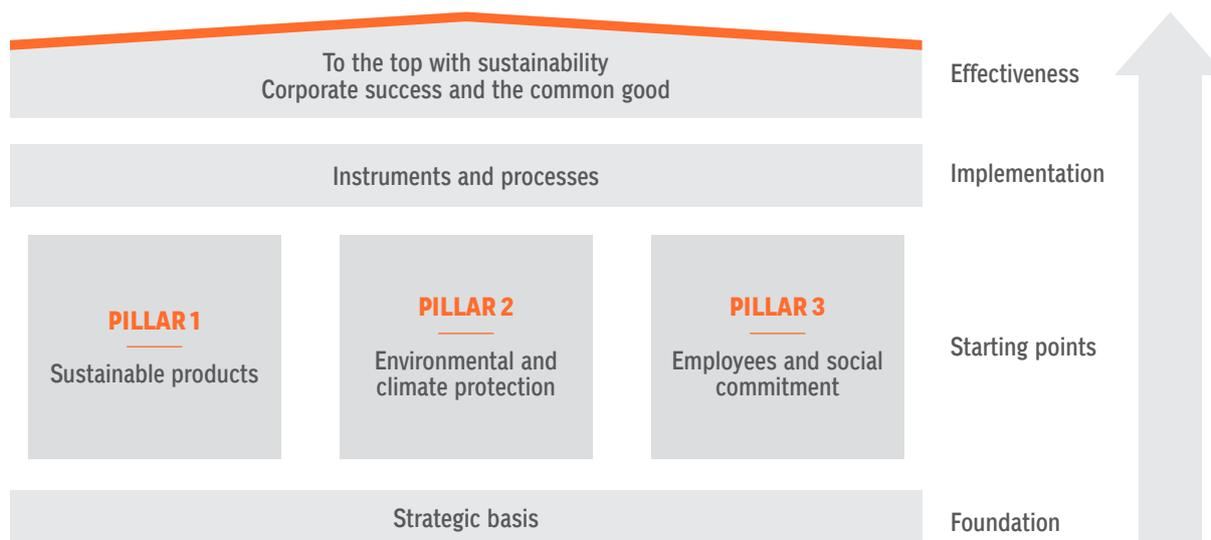 To the top with sustainability
Corporate success and the common good
Effectiveness
Instruments and processes
Implementation
PILLAR 1
Sustainable products
PILLAR 2
Environmental and
climate protection
PILLAR 3
Employees and social
commitment
Starting points
Strategic basis
Foundation